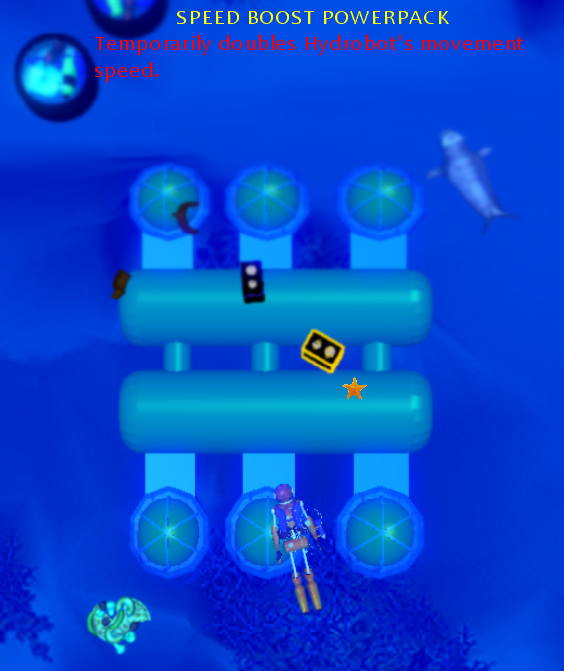 SPEED BOOST POWERPACK
Temporarily doubles Hydrobot's movement
speed.